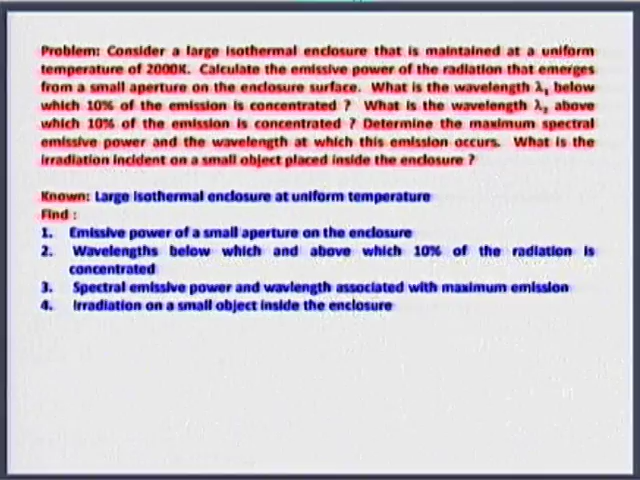 Problem: Consider a large isothermal enclosure that is maintained at a uniform
temperature of 2000K. Calculate the emissive power of the radiation that emerges
from a small aperture on the enclosure surface. What is the wavelength λ₁ below
which 10% of the emission is concentrated ? What is the wavelength λ₂ above
which 10% of the emission is concentrated ? Determine the maximum spectral
emissive power and the wavelength at which this emission occurs. What is the
irradiation incident on a small object placed inside the enclosure ?
Known: Large isothermal enclosure at uniform temperature
Find :
1. Emissive power of a small aperture on the enclosure
2. Wavelengths below which and above which 10% of the radiation is
concentrated
3. Spectral emissive power and wavlength associated with maximum emission
4. Irradiation on a small object inside the enclosure